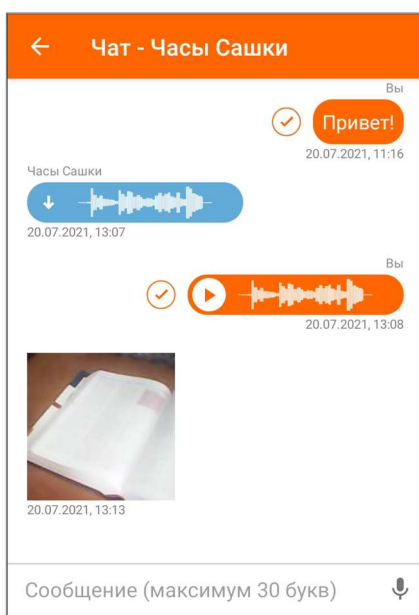 Чат - Часы Сашки
Вы
Привет!
20.07.2021, 11:16
Часы Сашки
20.07.2021, 13:07
Вы
20.07.2021, 13:08
20.07.2021, 13:13
Сообщение (максимум 30 букв)